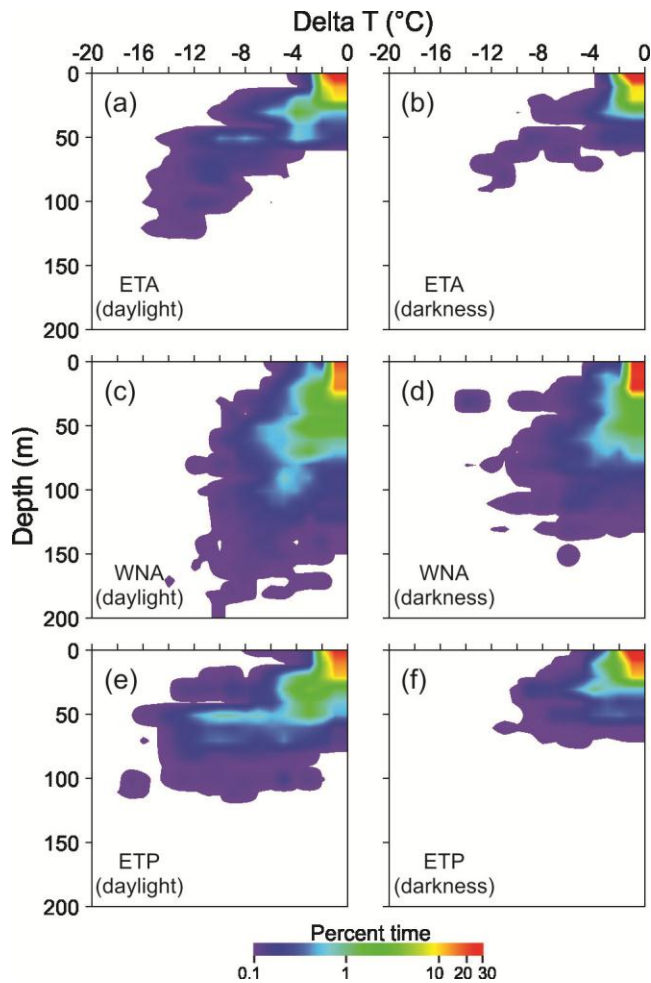 Delta T (°C)
-20 -16 -12 -8 -4 0 -12 -8 -4 0
0
50
100
150
200
(a)
ETA
(daylight)
(b)
ETA
(darkness)
Depth (m)
0
50
100
150
200
(c)
WNA
(daylight)
(d)
WNA
(darkness)
0
50
100
150
200
(e)
ETP
(daylight)
(f)
ETP
(darkness)
Percent time
0.1 1 10 20 30